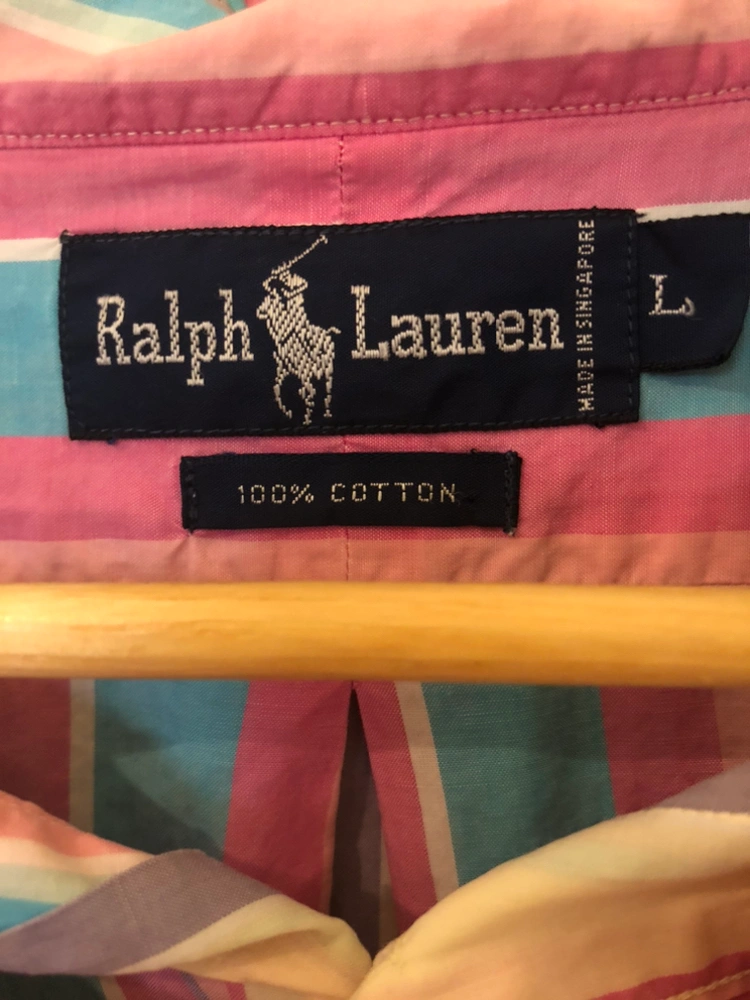 Ralph Lauren
MADE IN SINGAPORE
L
100% COTTON